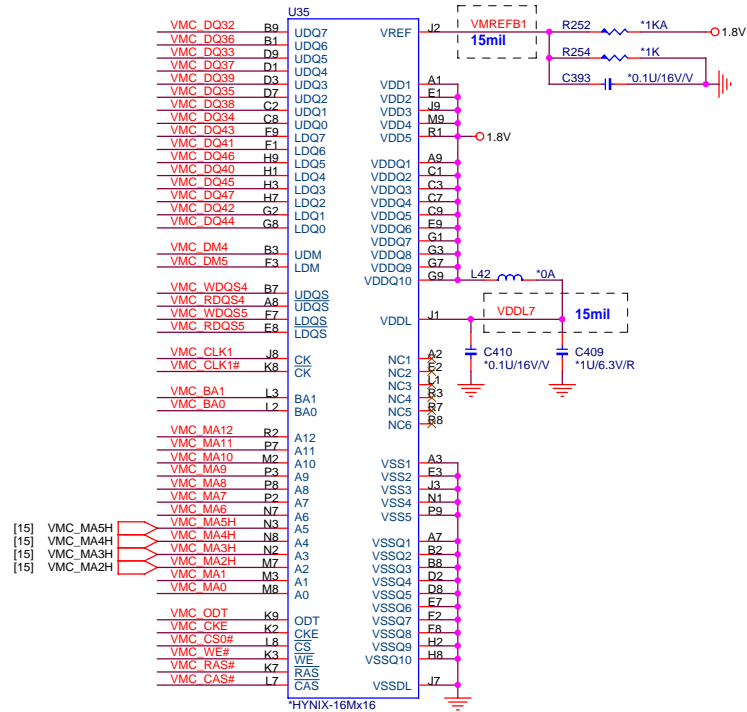 U35
VMC_DQ32 B9 UDQ7
VMC_DQ36 B1 UDQ6
VMC_DQ33 D9 UDQ5
VMC_DQ37 D1 UDQ4
VMC_DQ39 D3 UDQ3
VMC_DQ35 D7 UDQ2
VMC_DQ38 C2 UDQ1
VMC_DQ34 C8 UDQ0
VMC_DQ43 F9 LDQ7
VMC_DQ41 F1 LDQ6
VMC_DQ46 H9 LDQ5
VMC_DQ40 H1 LDQ4
VMC_DQ45 H3 LDQ3
VMC_DQ47 H7 LDQ2
VMC_DQ42 G2 LDQ1
VMC_DQ44 G8 LDQ0
VMC_DM4 B3 UDM
VMC_DM5 F3 LDM
VMC_WDQS4 B7 UDQS
VMC_RDQS4 A8 UDQS
VMC_WDQS5 F7 LDQS
VMC_RDQS5 E8 LDQS
VMC_CLK1 J8 CK
VMC_CLK1# K8 CK
VMC_BA1 L3 BA1
VMC_BA0 L2 BA0
VMC_MA12 R2 A12
VMC_MA11 P7 A11
VMC_MA10 M2 A10
VMC_MA9 P3 A9
VMC_MA8 P8 A8
VMC_MA7 P2 A7
VMC_MA6 N7 A6
[15] VMC_MA5H VMC_MA5H N3 A5
[15] VMC_MA4H VMC_MA4H N8 A4
[15] VMC_MA3H VMC_MA3H N2 A3
[15] VMC_MA2H VMC_MA2H M7 A2
VMC_MA1 M3 A1
VMC_MA0 M8 A0
VMC_ODT K9 ODT
VMC_CKE K2 CKE
VMC_CS0# L8 CS
VMC_WE# K3 WE
VMC_RAS# K7 RAS
VMC_CAS# L7 CAS
VREF J2 VMREFB1
15mil
R252 *1KA
1.8V
R254 *1K
C393 *0.1U/16V/V
VDD1 A1
VDD2 E1
VDD3 J9
VDD4 M9
VDD5 R1
1.8V
VDDQ1 A9
VDDQ2 C1
VDDQ3 C3
VDDQ4 C7
VDDQ5 C9
VDDQ6 E9
VDDQ7 G1
VDDQ8 G3
VDDQ9 G7
VDDQ10 G9
L42 *0A
VDDL J1 VDDL7
15mil
C410
*0.1U/16V/V
C409
*1U/6.3V/R
NC1 A2
NC2 E2
NC3 L1
NC4 R3
NC5 R7
NC6 R8
VSS1 A3
VSS2 E3
VSS3 J3
VSS4 N1
VSS5 P9
VSSQ1 A7
VSSQ2 B2
VSSQ3 B8
VSSQ4 D2
VSSQ5 D8
VSSQ6 E7
VSSQ7 F2
VSSQ8 F8
VSSQ9 H2
VSSQ10 H8
VSSDL J7
*HYNIX-16Mx16